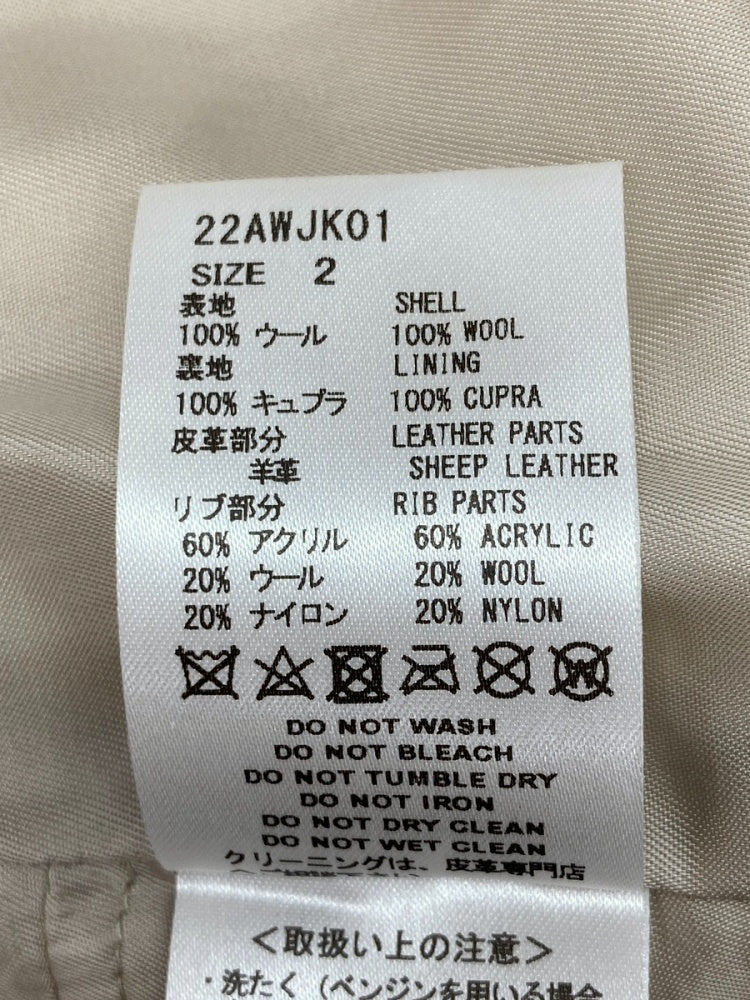 22AWJK01
SIZE 2
表地 SHELL
100% ウール 100% WOOL
裏地 LINING
100% キュプラ 100% CUPRA
皮革部分 LEATHER PARTS
羊革 SHEEP LEATHER
リブ部分 RIB PARTS
60% アクリル 60% ACRYLIC
20% ウール 20% WOOL
20% ナイロン 20% NYLON
W
DO NOT WASH
DO NOT BLEACH
DO NOT TUMBLE DRY
DO NOT IRON
DO NOT DRY CLEAN
DO NOT WET CLEAN
クリーニングは、皮革専門店
<取扱い上の注意>
・洗たく（ベンジンを用いる場合